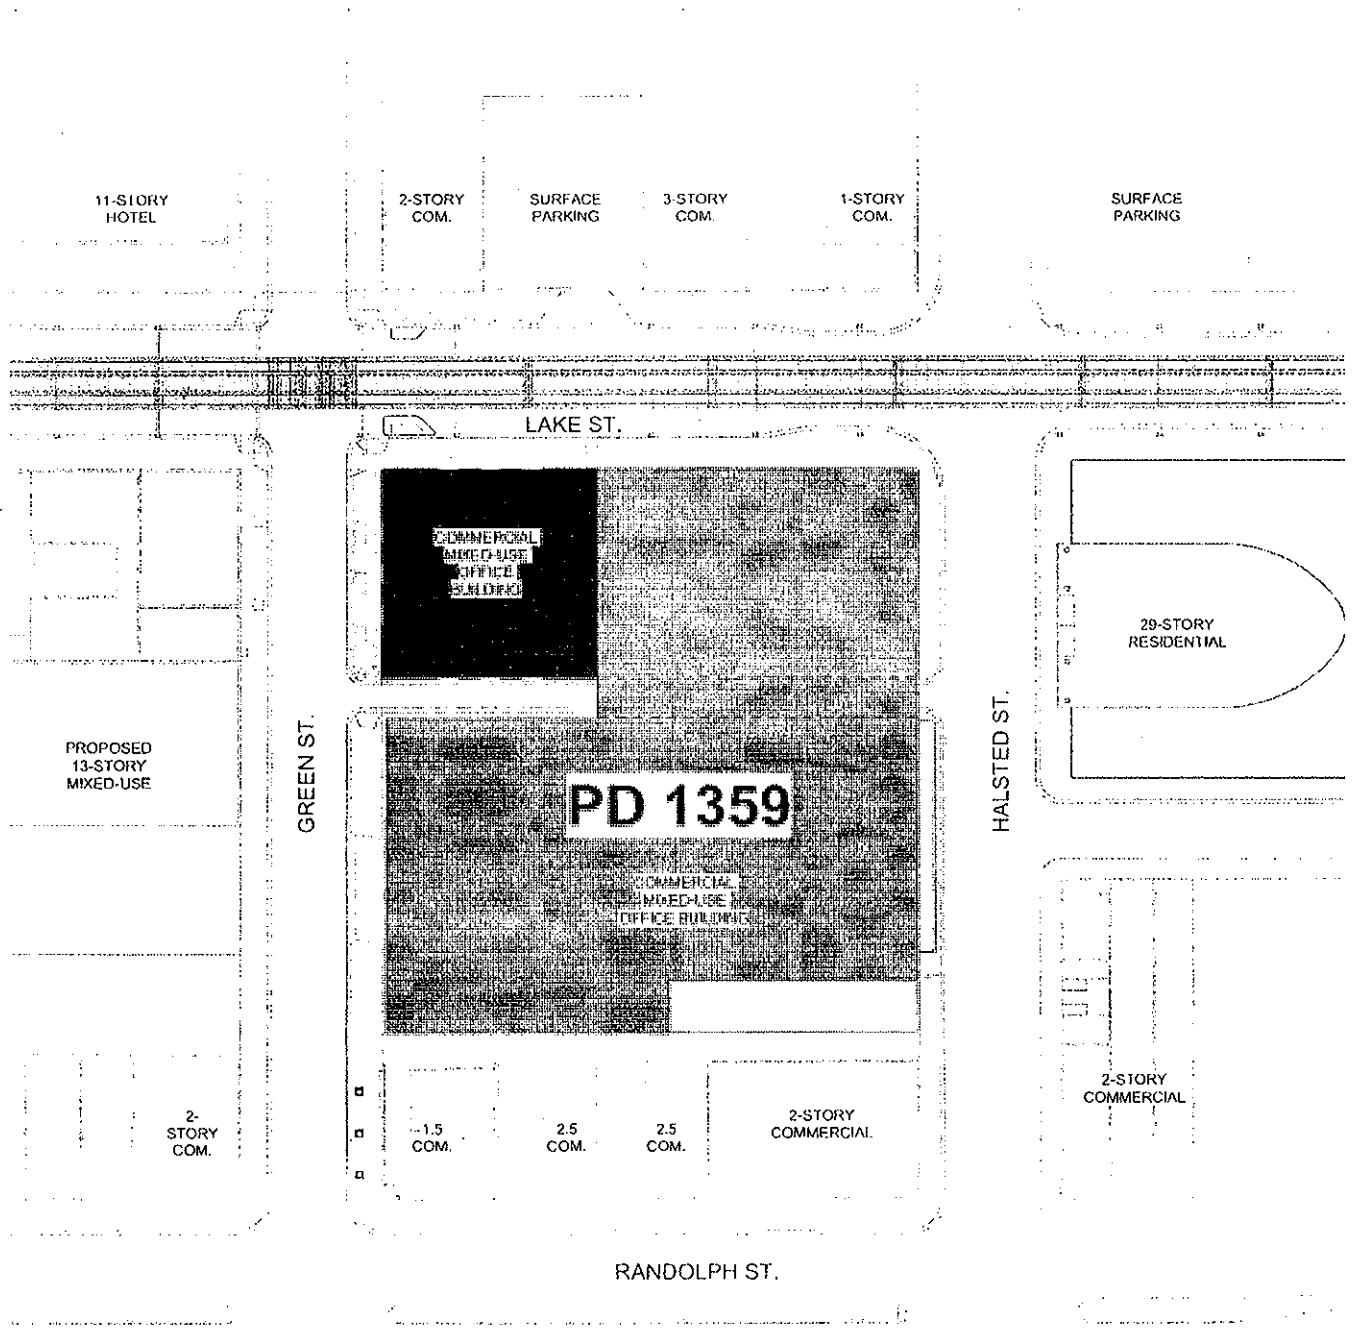 11-STORY
HOTEL
2-STORY
COM.
SURFACE
PARKING
3-STORY
COM.
1-STORY
COM.
SURFACE
PARKING
LAKE ST.
COMMERCIAL
MIXED-USE
OFFICE
BUILDING
29-STORY
RESIDENTIAL
GREEN ST.
HALSTED ST.
PROPOSED
13-STORY
MIXED-USE
PD 1359
COMMERCIAL
MIXED-USE
OFFICE BUILDING
2-STORY
COMMERCIAL
2-
STORY
COM.
1.5
COM.
2.5
COM.
2.5
COM.
2-STORY
COMMERCIAL
RANDOLPH ST.